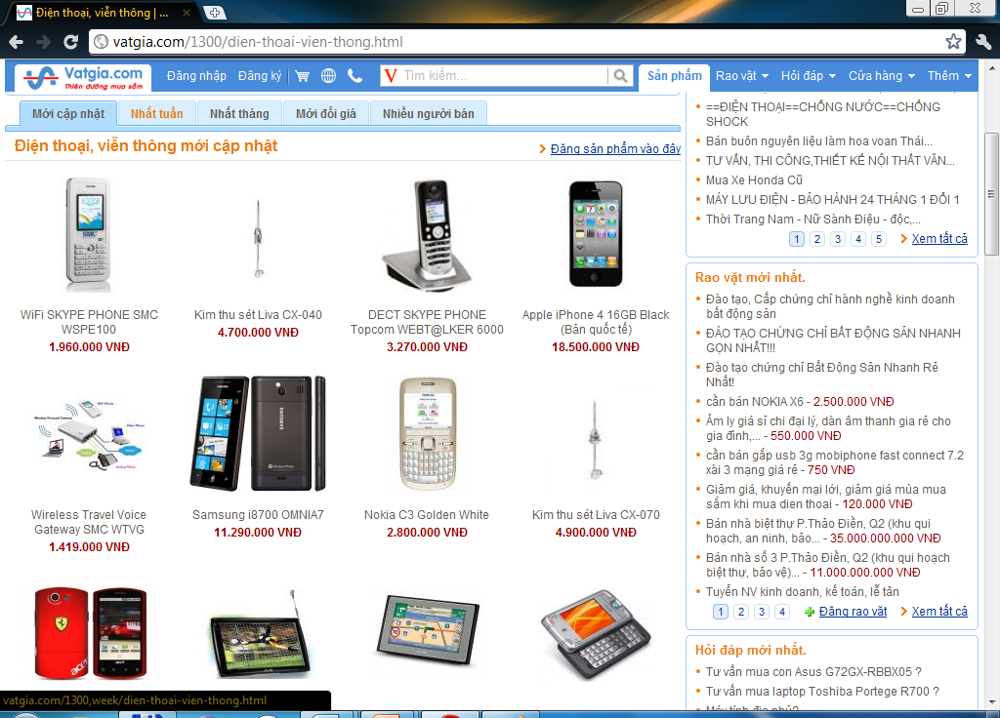 Điện thoại, viễn thông | ...
vatgia.com/1300/dien-thoai-vien-thong.html
Vatgia.com
Thiên đường mua sắm
Đăng nhập Đăng ký
V Tìm kiếm...
Sản phẩm Rao vặt Hỏi đáp Cửa hàng Thêm
Mới cập nhật Nhất tuần Nhất tháng Mới đổi giá Nhiều người bán
Điện thoại, viễn thông mới cập nhật
Đăng sản phẩm vào đây
WiFi SKYPE PHONE SMC
WSPE100
1.960.000 VNĐ
Kim thu sét Liva CX-040
4.700.000 VNĐ
DECT SKYPE PHONE
Topcom WEBT@LKER 6000
3.270.000 VNĐ
Apple iPhone 4 16GB Black
(Bản quốc tế)
18.500.000 VNĐ
Wireless Travel Voice
Gateway SMC WTVG
1.419.000 VNĐ
Samsung i8700 OMNIA7
11.290.000 VNĐ
Nokia C3 Golden White
2.800.000 VNĐ
Kim thu sét Liva CX-070
4.900.000 VNĐ
==ĐIỆN THOẠI==CHỐNG NƯỚC==CHỐNG
SHOCK
Bán buôn nguyên liệu làm hoa voan Thái...
TƯ VẤN, THI CÔNG,THIẾT KẾ NỘI THẤT VĂN...
Mua Xe Honda Cũ
MÁY LƯU ĐIỆN - BẢO HÀNH 24 THÁNG 1 ĐỔI 1
Thời Trang Nam - Nữ Sành Điệu - độc,...
1 2 3 4 5 Xem tất cả
Rao vặt mới nhất.
Đào tạo, Cấp chứng chỉ hành nghề kinh doanh
bất động sản
ĐÀO TẠO CHỨNG CHỈ BẤT ĐỘNG SẢN NHANH
GỌN NHẤT!!!
Đào tạo chứng chỉ Bất Động Sản Nhanh Rẻ
Nhất!
cần bán NOKIA X6 - 2.500.000 VNĐ
Âm ly giá sỉ chi đại lý, dàn âm thanh gia rẻ cho
gia đình,... - 550.000 VNĐ
cần bán gấp usb 3g mobiphone fast connect 7.2
xài 3 mạng giá rẻ - 750 VNĐ
Giảm giá, khuyến mại lới, giảm giá mùa mua
sắm khi mua dien thoai - 120.000 VNĐ
Bán nhà biệt thự P.Thảo Điền, Q2 (khu qui
hoạch, an ninh, bảo... - 35.000.000.000 VNĐ
Bán nhà số 3 P.Thảo Điền, Q2 (khu qui hoạch
biệt thự, bảo vệ)... - 11.000.000.000 VNĐ
Tuyển NV kinh doanh, kế toán, lễ tân
1 2 3 4 Đăng rao vặt Xem tất cả
Hỏi đáp mới nhất.
Tư vấn mua con Asus G72GX-RBBX05 ?
Tư vấn mua laptop Toshiba Portege R700 ?
Máy tính địa phủ?
vatgia.com/1300,week/dien-thoai-vien-thong.html